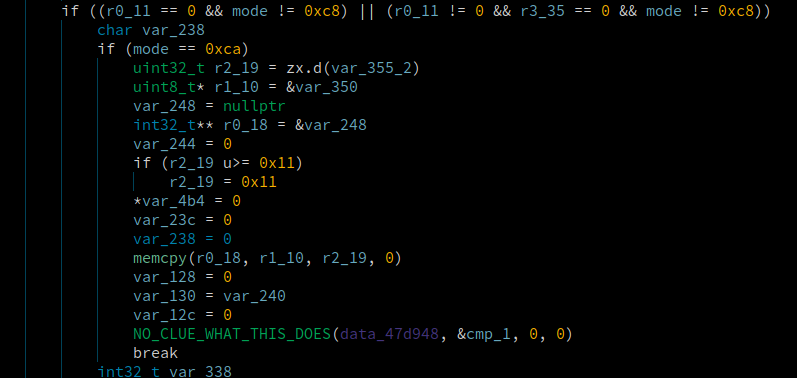 if ((r0_11 == 0 && mode != 0xc8) || (r0_11 != 0 && r3_35 == 0 && mode != 0xc8))
char var_238
if (mode == 0xca)
uint32_t r2_19 = zx.d(var_355_2)
uint8_t* r1_10 = &var_350
var_248 = nullptr
int32_t** r0_18 = &var_248
var_244 = 0
if (r2_19 u>= 0x11)
r2_19 = 0x11
*var_4b4 = 0
var_23c = 0
var_238 = 0
memcpy(r0_18, r1_10, r2_19, 0)
var_128 = 0
var_130 = var_240
var_12c = 0
NO_CLUE_WHAT_THIS_DOES(data_47d948, &cmp_1, 0, 0)
break
int32_t var_338